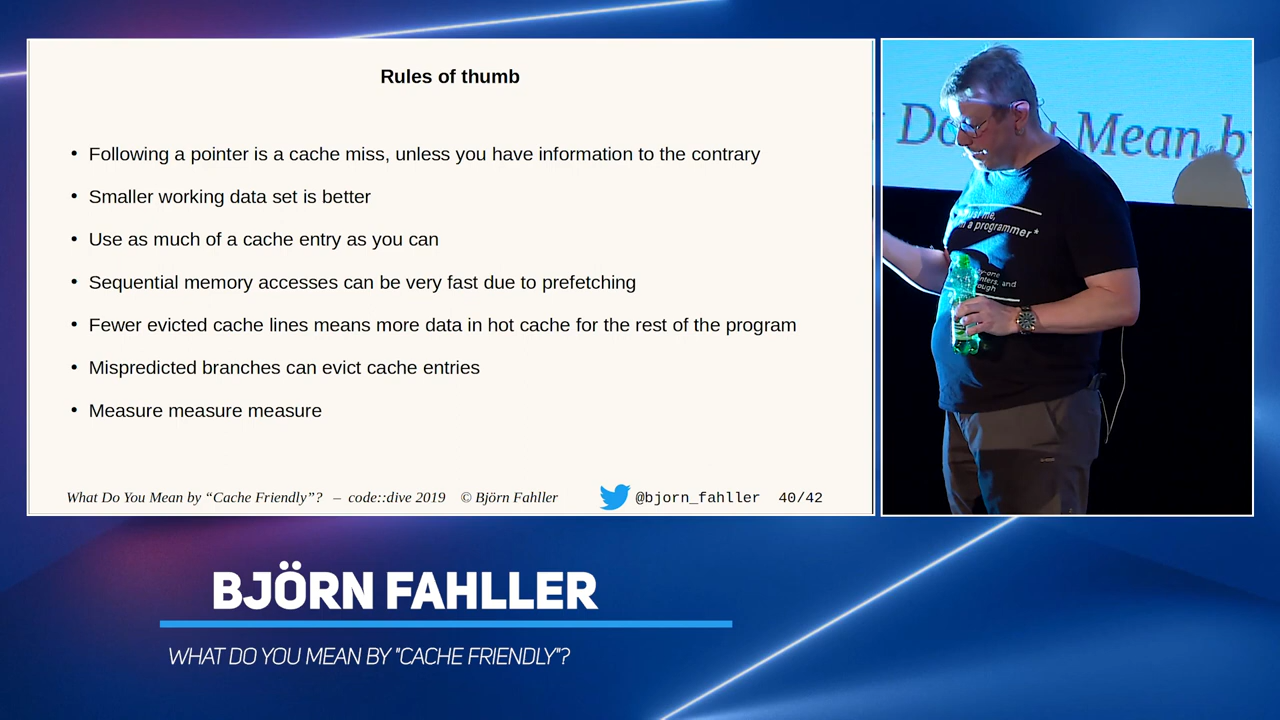 Rules of thumb
• Following a pointer is a cache miss, unless you have information to the contrary
• Smaller working data set is better
• Use as much of a cache entry as you can
• Sequential memory accesses can be very fast due to prefetching
• Fewer evicted cache lines means more data in hot cache for the rest of the program
• Mispredicted branches can evict cache entries
• Measure measure measure
What Do You Mean by “Cache Friendly”? – code::dive 2019 © Björn Fahller
@bjorn_fahller 40/42
Mean
me,
a programmer*
and
BJÖRN FAHLLER
WHAT DO YOU MEAN BY "CACHE FRIENDLY"?